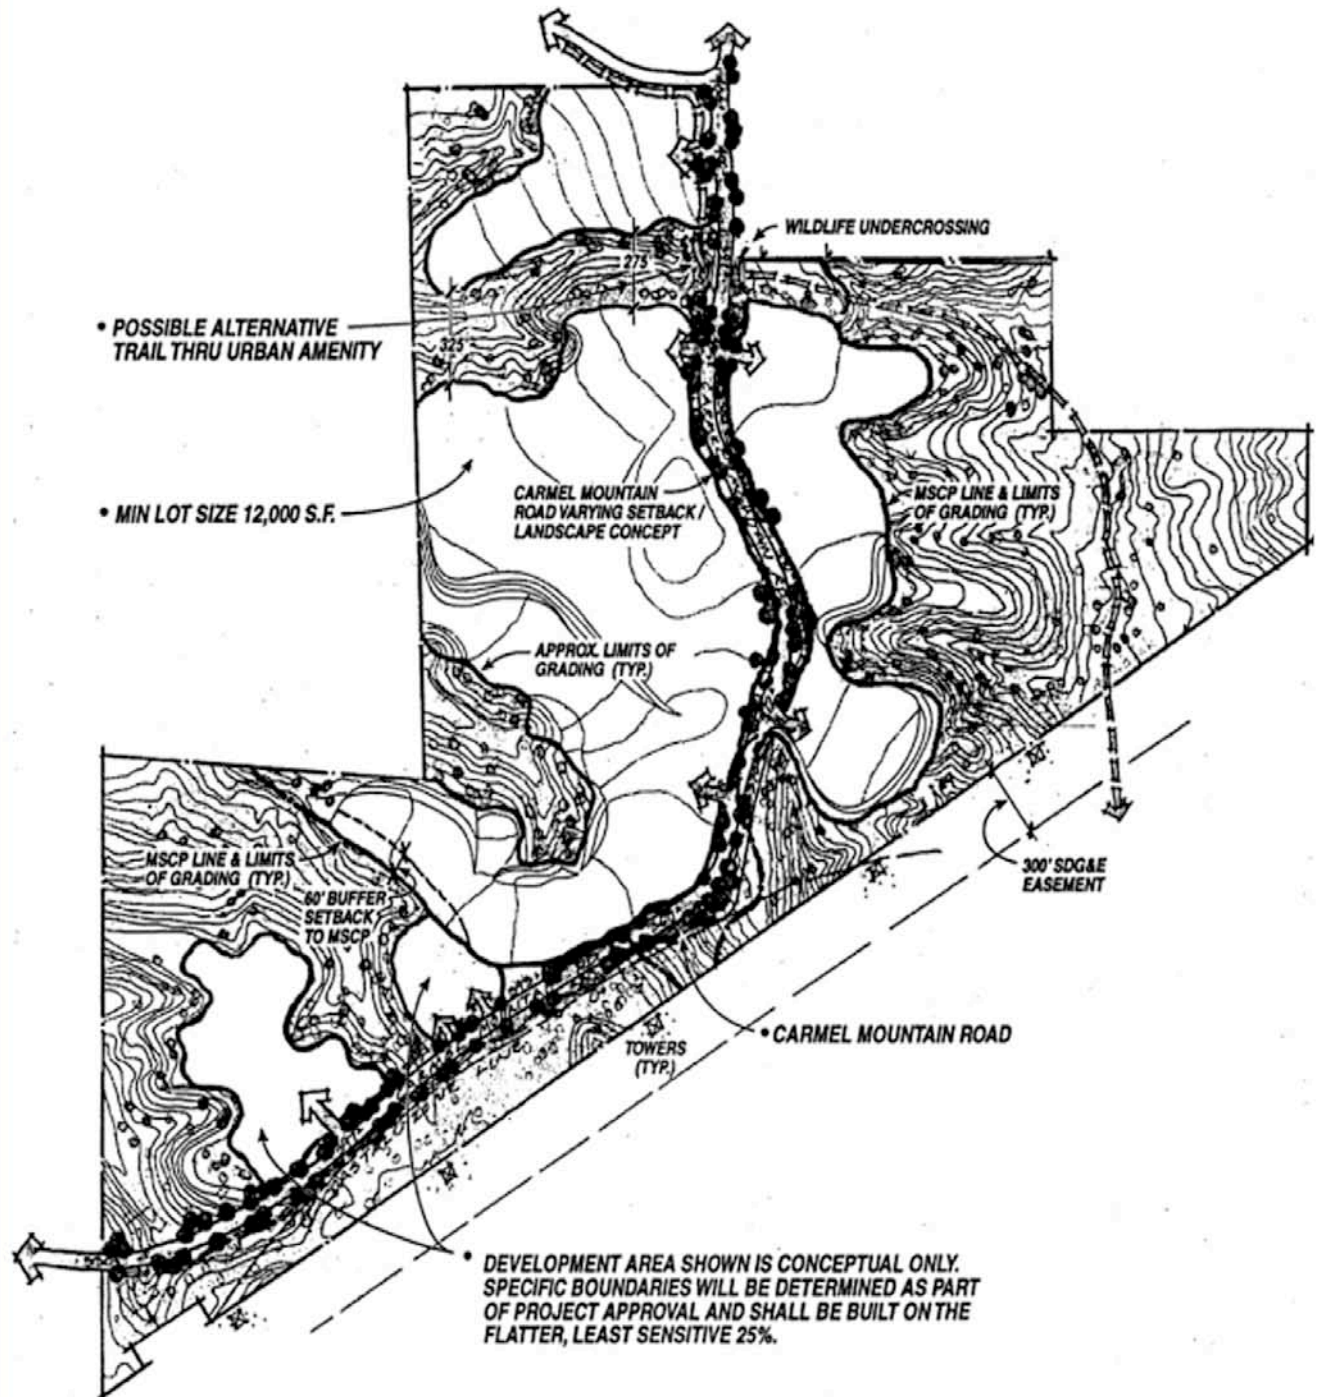 WILDLIFE UNDERCROSSING
275
• POSSIBLE ALTERNATIVE
TRAIL THRU URBAN AMENITY
325
• MIN LOT SIZE 12,000 S.F.
CARMEL MOUNTAIN
ROAD VARYING SETBACK /
LANDSCAPE CONCEPT
MSCP LINE & LIMITS
OF GRADING (TYP.)
APPROX. LIMITS OF
GRADING (TYP.)
MSCP LINE & LIMITS
OF GRADING (TYP.)
60' BUFFER
SETBACK
TO MSCP
300' SDG&E
EASEMENT
• CARMEL MOUNTAIN ROAD
TOWERS
(TYP.)
• DEVELOPMENT AREA SHOWN IS CONCEPTUAL ONLY.
SPECIFIC BOUNDARIES WILL BE DETERMINED AS PART
OF PROJECT APPROVAL AND SHALL BE BUILT ON THE
FLATTER, LEAST SENSITIVE 25%.